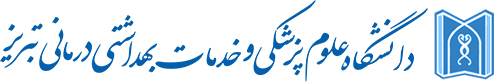 دانشگاه علوم پزشکی و خدمات بهداشتی درمانی تبریز